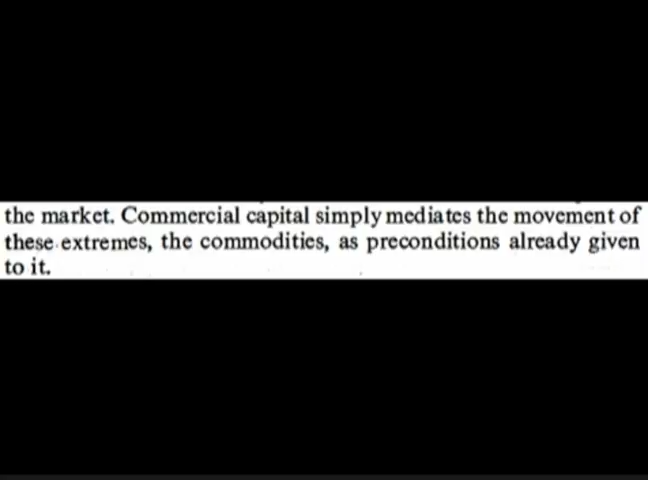 the market. Commercial capital simply mediates the movement of
these extremes, the commodities, as preconditions already given
to it.